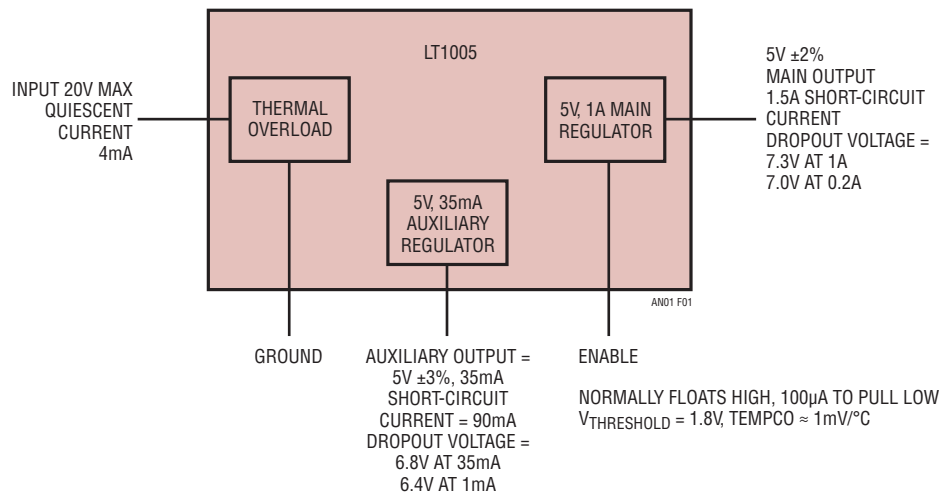 LT1005
INPUT 20V MAX
QUIESCENT
CURRENT
4mA
THERMAL
OVERLOAD
5V, 1A MAIN
REGULATOR
5V ±2%
MAIN OUTPUT
1.5A SHORT-CIRCUIT
CURRENT
DROPOUT VOLTAGE =
7.3V AT 1A
7.0V AT 0.2A
5V, 35mA
AUXILIARY
REGULATOR
AN01 F01
GROUND
AUXILIARY OUTPUT =
5V ±3%, 35mA
SHORT-CIRCUIT
CURRENT = 90mA
DROPOUT VOLTAGE =
6.8V AT 35mA
6.4V AT 1mA
ENABLE
NORMALLY FLOATS HIGH, 100µA TO PULL LOW
VTHRESHOLD = 1.8V, TEMPCO ≈ 1mV/°C